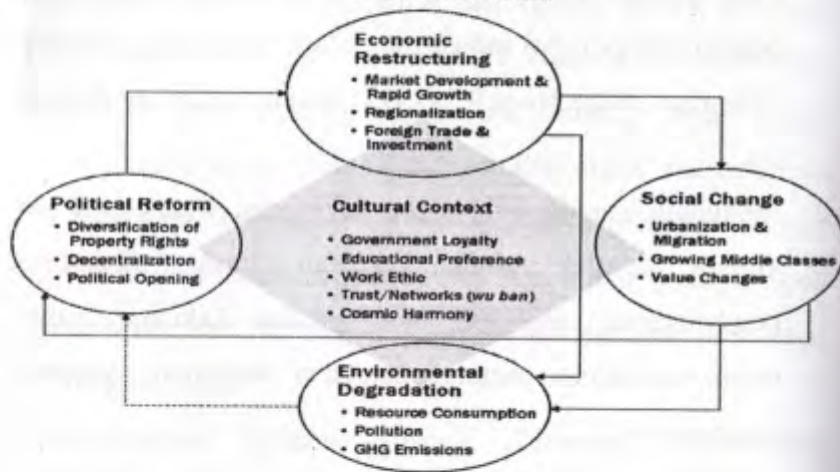 Economic
Restructuring
• Market Development &
Rapid Growth
• Regionalization
• Foreign Trade &
Investment
Political Reform
• Diversification of
Property Rights
• Decentralization
• Political Opening
Cultural Context
• Government Loyalty
• Educational Preference
• Work Ethic
• Trust/Networks (wu ban)
• Cosmic Harmony
Social Change
• Urbanization &
Migration
• Growing Middle Classes
• Value Changes
Environmental
Degradation
• Resource Consumption
• Pollution
• GHG Emissions